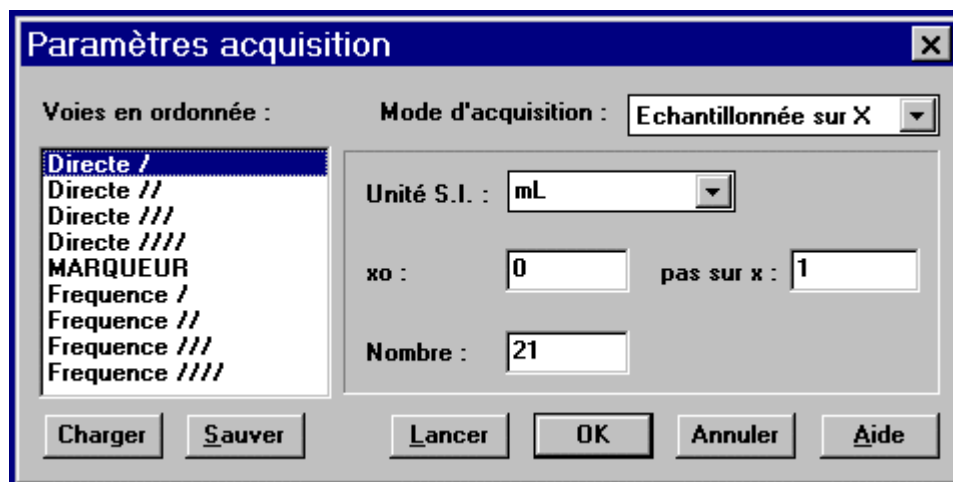 Paramètres acquisition
Voies en ordonnée :
Mode d'acquisition : Echantillonnée sur X
Directe /
Directe //
Directe ///
Directe ////
MARQUEUR
Frequence /
Frequence //
Frequence ///
Frequence ////
Unité S.I. : mL
xo : 0 pas sur x : 1
Nombre : 21
Charger Sauver Lancer OK Annuler Aide